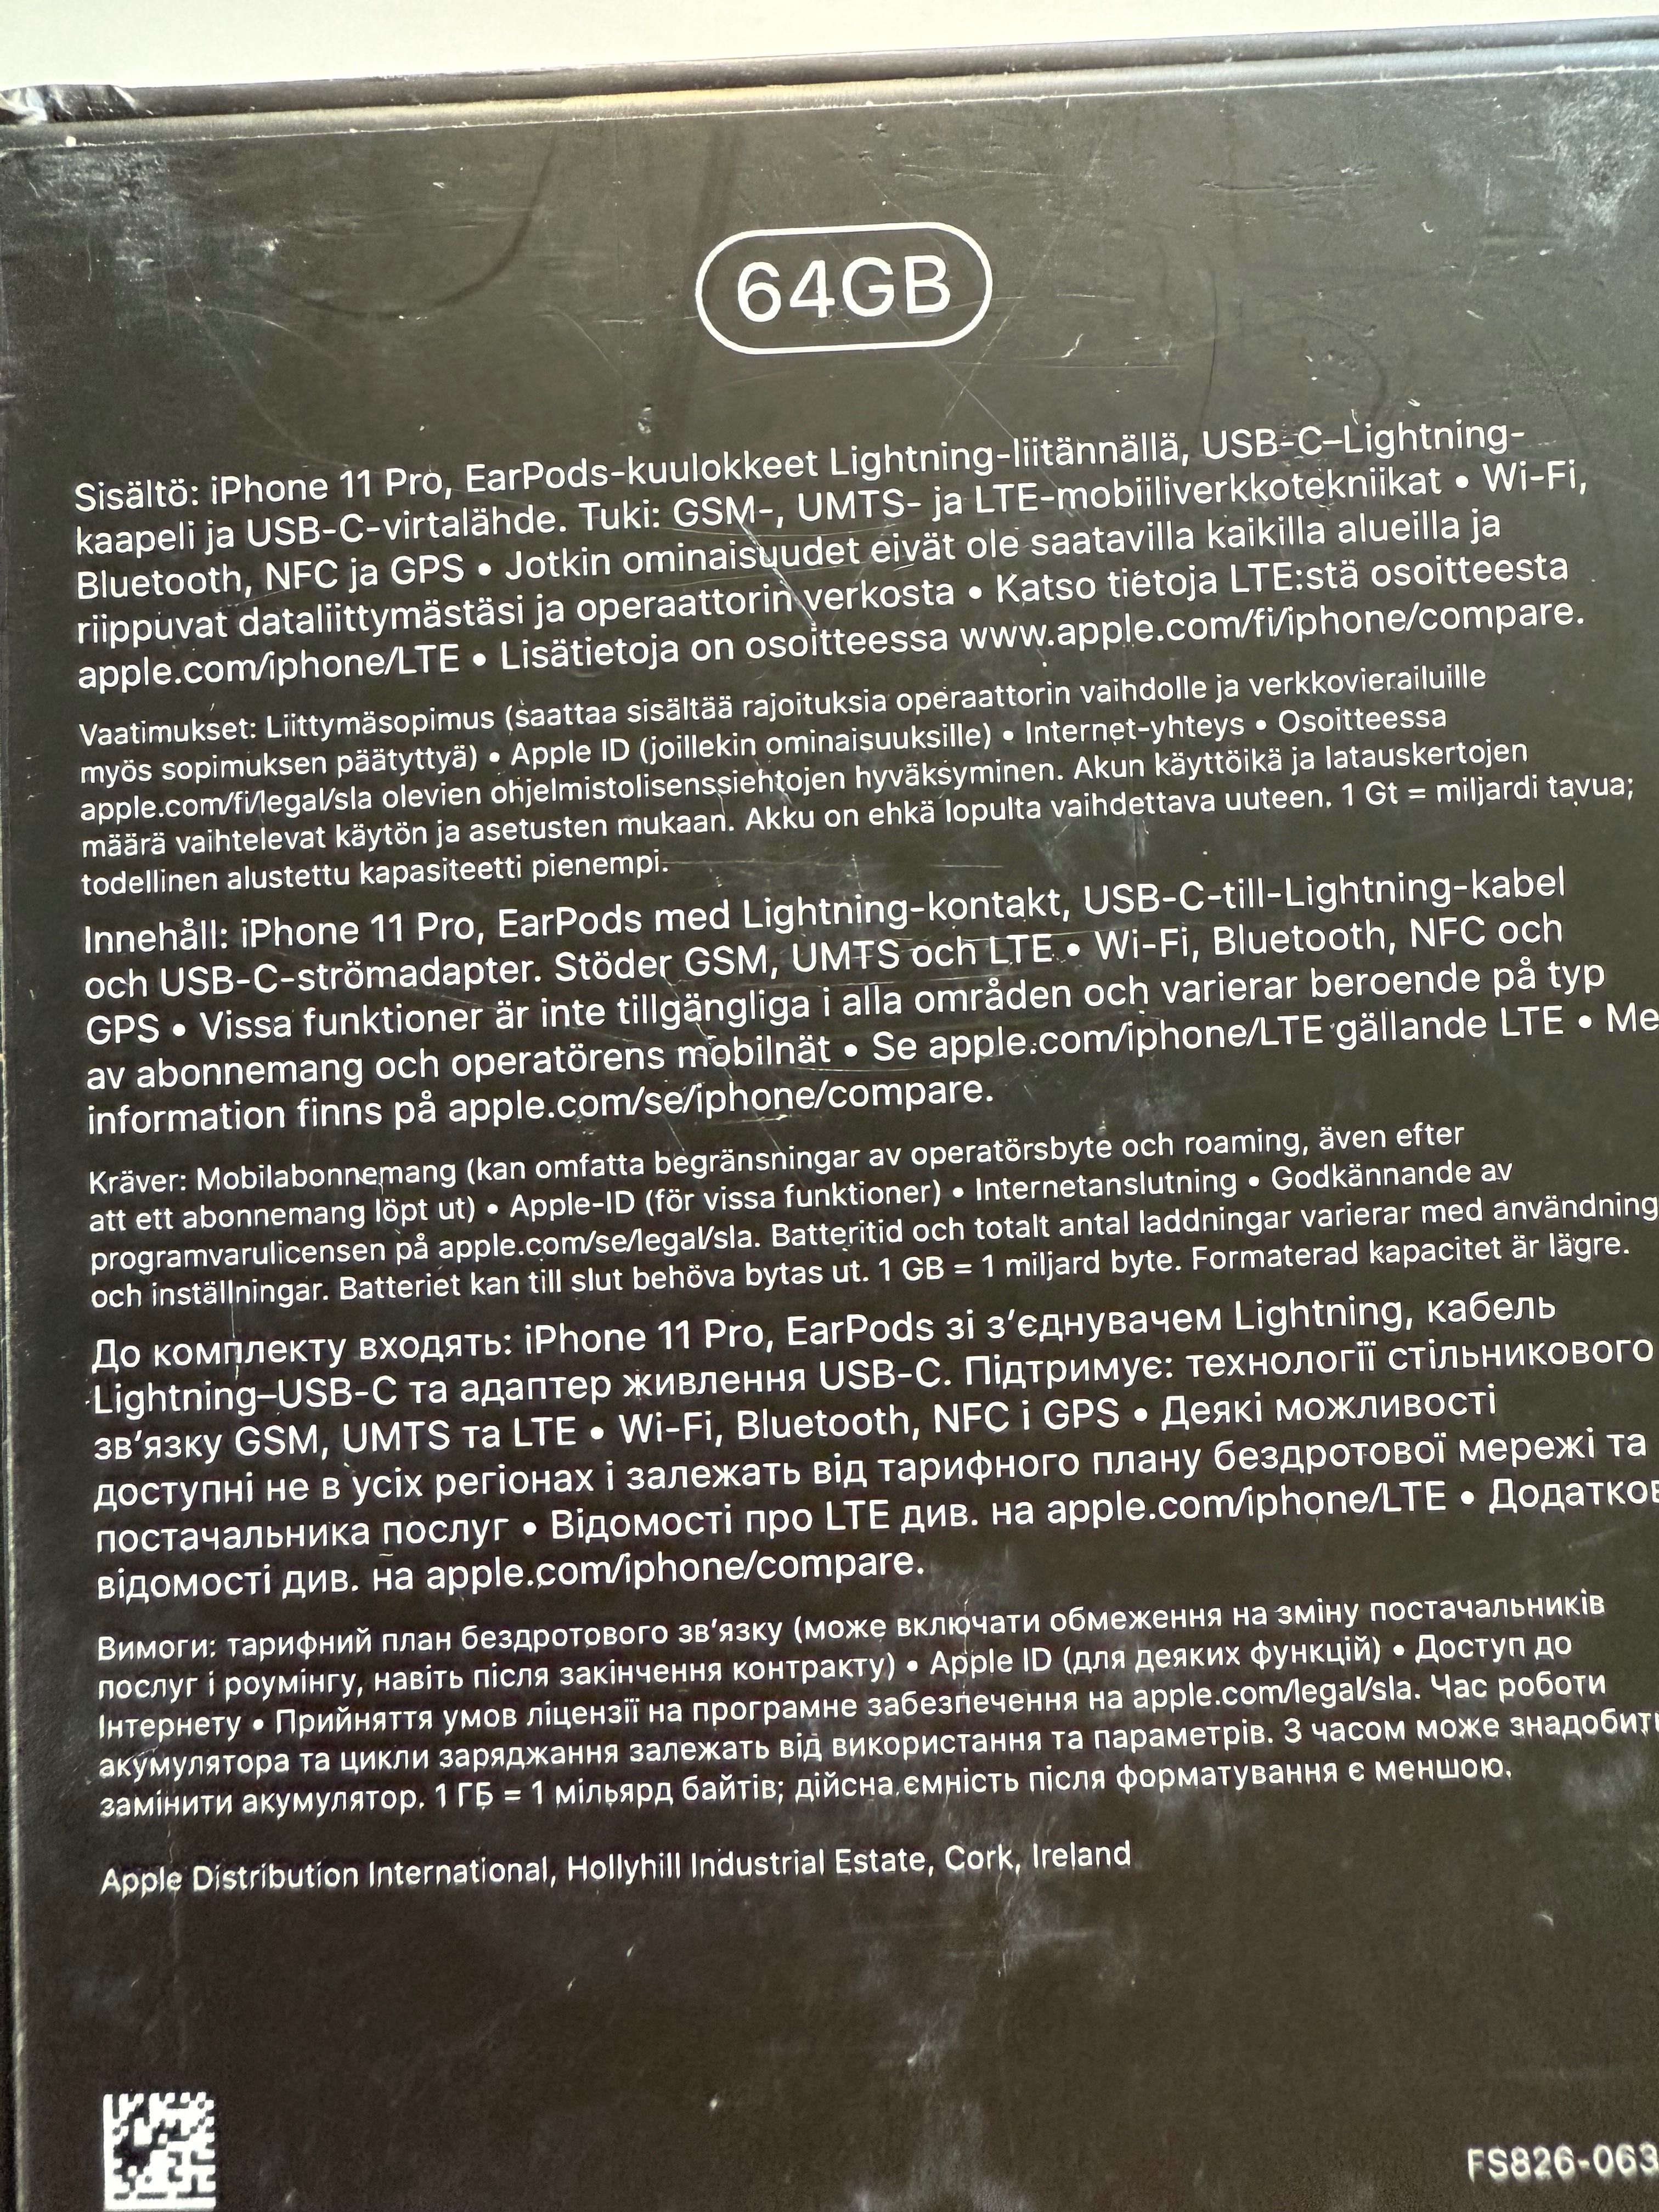 64GB
Sisältö: iPhone 11 Pro, EarPods-kuulokkeet Lightning-liitännällä, USB-C–Lightning-
kaapeli ja USB-C-virtalähde. Tuki: GSM-, UMTS- ja LTE-mobiiliverkkotekniikat • Wi-Fi,
Bluetooth, NFC ja GPS • Jotkin ominaisuudet eivät ole saatavilla kaikilla alueilla ja
riippuvat dataliittymästäsi ja operaattorin verkosta • Katso tietoja LTE:stä osoitteesta
apple.com/iphone/LTE • Lisätietoja on osoitteessa www.apple.com/fi/iphone/compare.
Vaatimukset: Liittymäsopimus (saattaa sisältää rajoituksia operaattorin vaihdolle ja verkkovierailuille
myös sopimuksen päätyttyä) • Apple ID (joillekin ominaisuuksille) • Internet-yhteys • Osoitteessa
apple.com/fi/legal/sla olevien ohjelmistolisenssiehtojen hyväksyminen. Akun käyttöikä ja latauskertojen
määrä vaihtelevat käytön ja asetusten mukaan. Akku on ehkä lopulta vaihdettava uuteen. 1 Gt = miljardi tavua;
todellinen alustettu kapasiteetti pienempi.
Innehåll: iPhone 11 Pro, EarPods med Lightning-kontakt, USB-C-till-Lightning-kabel
och USB-C-strömadapter. Stöder GSM, UMTS och LTE • Wi-Fi, Bluetooth, NFC och
GPS • Vissa funktioner är inte tillgängliga i alla områden och varierar beroende på typ
av abonnemang och operatörens mobilnät • Se apple.com/iphone/LTE gällande LTE • Me
information finns på apple.com/se/iphone/compare.
Kräver: Mobilabonnemang (kan omfatta begränsningar av operatörsbyte och roaming, även efter
att ett abonnemang löpt ut) • Apple-ID (för vissa funktioner) • Internetanslutning • Godkännande av
programvarulicensen på apple.com/se/legal/sla. Batteritid och totalt antal laddningar varierar med användning
och inställningar. Batteriet kan till slut behöva bytas ut. 1 GB = 1 miljard byte. Formaterad kapacitet är lägre.
До комплекту входять: iPhone 11 Pro, EarPods зі з’єднувачем Lightning, кабель
Lightning–USB-C та адаптер живлення USB-C. Підтримує: технології стільникового
зв’язку GSM, UMTS та LTE • Wi-Fi, Bluetooth, NFC і GPS • Деякі можливості
доступні не в усіх регіонах і залежать від тарифного плану бездротової мережі та
постачальника послуг • Відомості про LTE див. на apple.com/iphone/LTE • Додатков
відомості див. на apple.com/iphone/compare.
Вимоги: тарифний план бездротового зв’язку (може включати обмеження на зміну постачальників
послуг і роумінгу, навіть після закінчення контракту) • Apple ID (для деяких функцій) • Доступ до
Інтернету • Прийняття умов ліцензії на програмне забезпечення на apple.com/legal/sla. Час роботи
акумулятора та цикли заряджання залежать від використання та параметрів. З часом може знадобит
замінити акумулятор. 1 ГБ = 1 мільярд байтів; дійсна ємність після форматування є меншою.
Apple Distribution International, Hollyhill Industrial Estate, Cork, Ireland
FS826-063